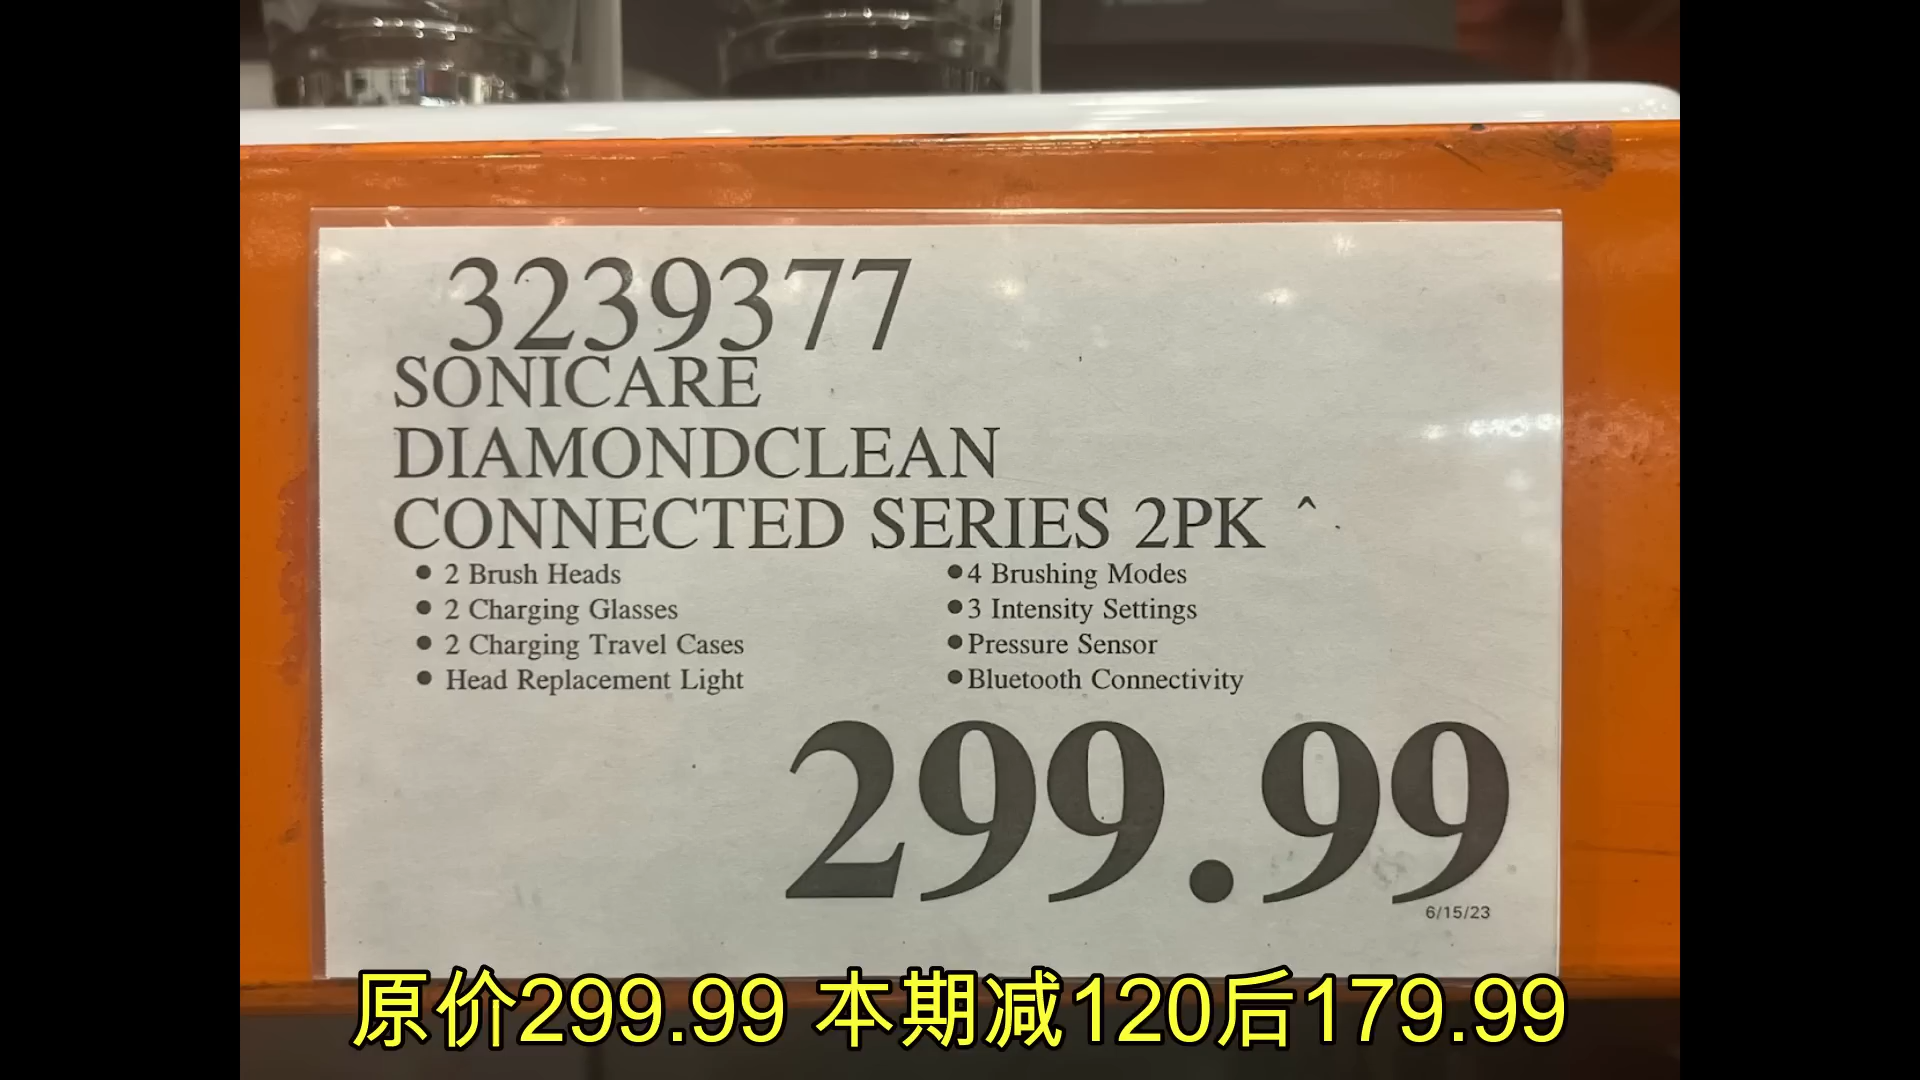 3239377
SONICARE
DIAMONDCLEAN
CONNECTED SERIES 2PK ^
• 2 Brush Heads
• 2 Charging Glasses
• 2 Charging Travel Cases
• Head Replacement Light
• 4 Brushing Modes
• 3 Intensity Settings
• Pressure Sensor
• Bluetooth Connectivity
299.99
6/15/23
原价299.99 本期减120后179.99